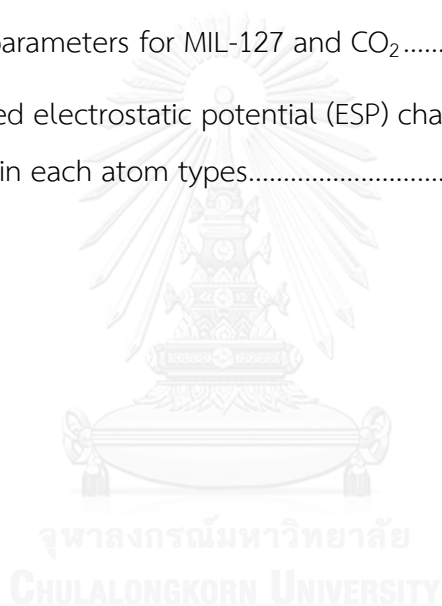 parameters for MIL-127 and CO₂......
ed electrostatic potential (ESP) cha
in each atom types............................
จุฬาลงกรณ์มหาวิทยาลัย
CHULALONGKORN UNIVERSITY